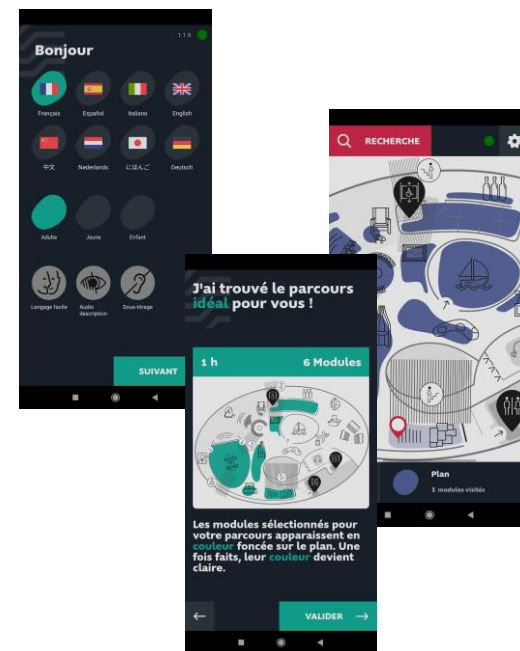 1.1.9
Bonjour
Français
Español
Italiano
English
中文
Nederlands
にほんご
Deutsch
Adulte
Jeune
Enfant
Langage facile
Audio
description
Sous-titrage
SUIVANT
RECHERCHE
Plan
5 modules visités
J'ai trouvé le parcours
idéal pour vous !
1 h
6 Modules
Les modules sélectionnés pour
votre parcours apparaissent en
couleur foncée sur le plan. Une
fois faits, leur couleur devient
claire.
VALIDER